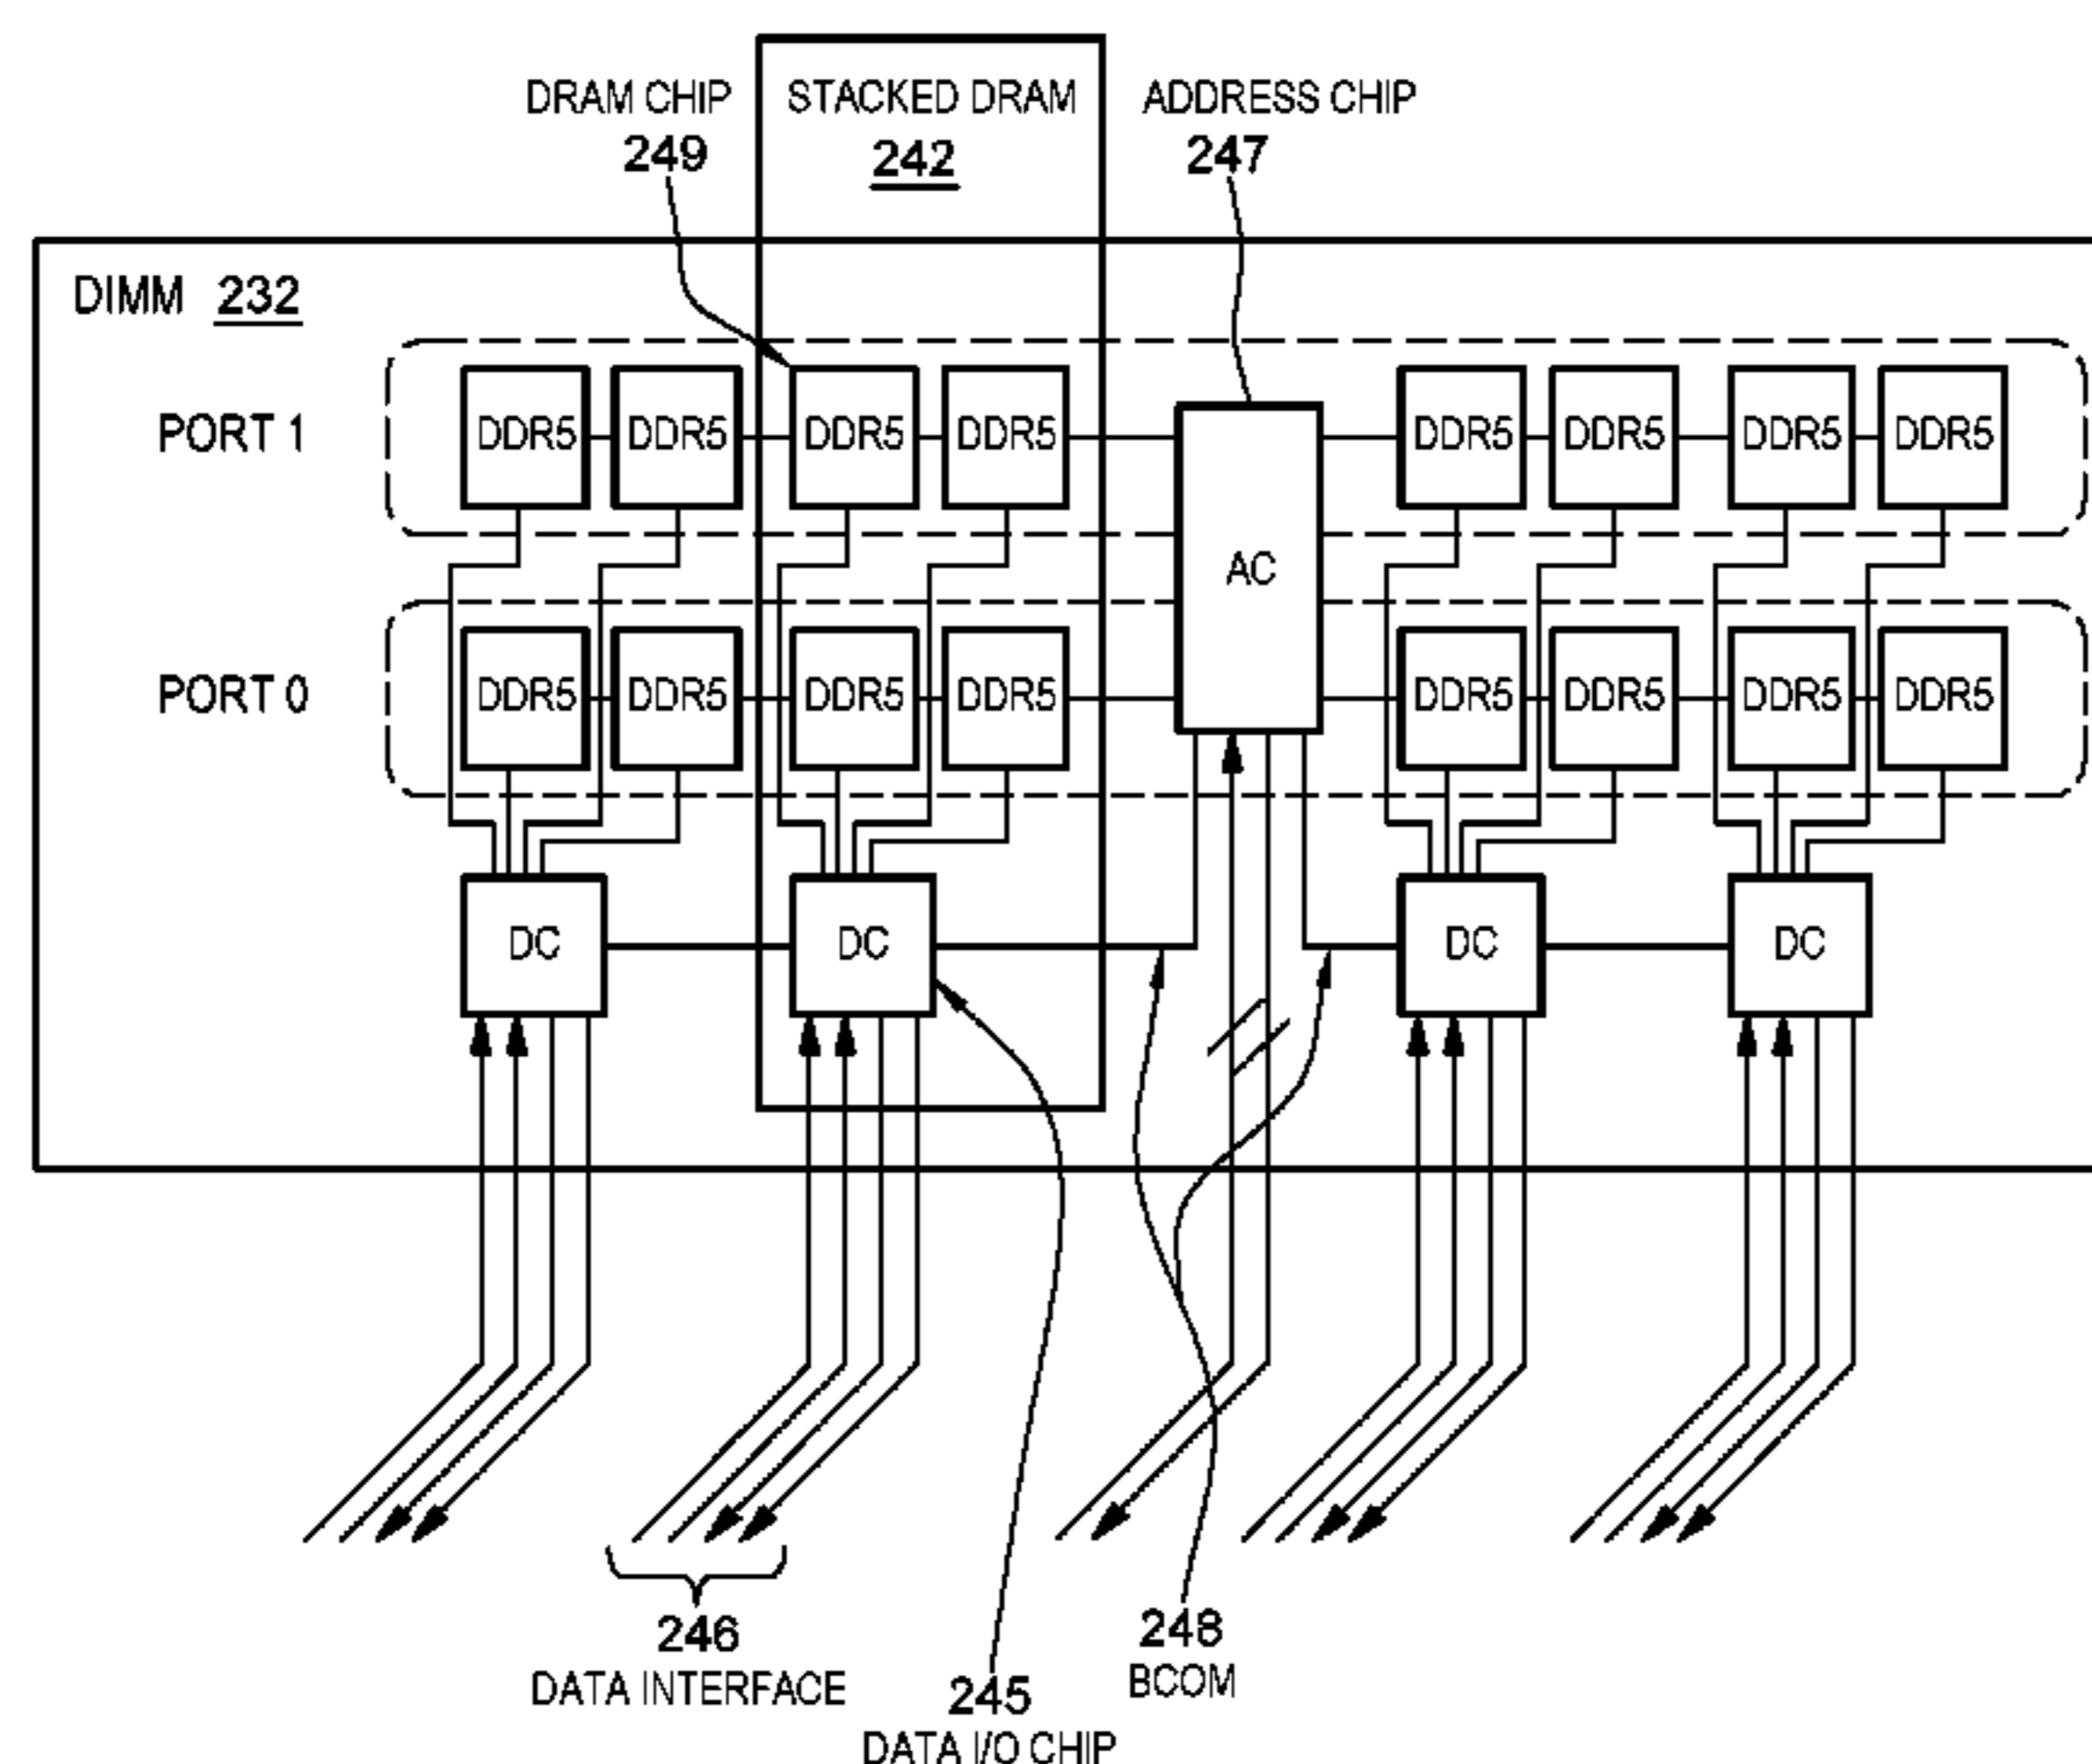 DRAM CHIP
249
STACKED DRAM
242
ADDRESS CHIP
247
DIMM 232
PORT 1
DDR5 DDR5 DDR5 DDR5 DDR5 DDR5 DDR5 DDR5
AC
PORT 0
DDR5 DDR5 DDR5 DDR5 DDR5 DDR5 DDR5 DDR5
DC DC DC DC
246
DATA INTERFACE
245
DATA I/O CHIP
248
BCOM